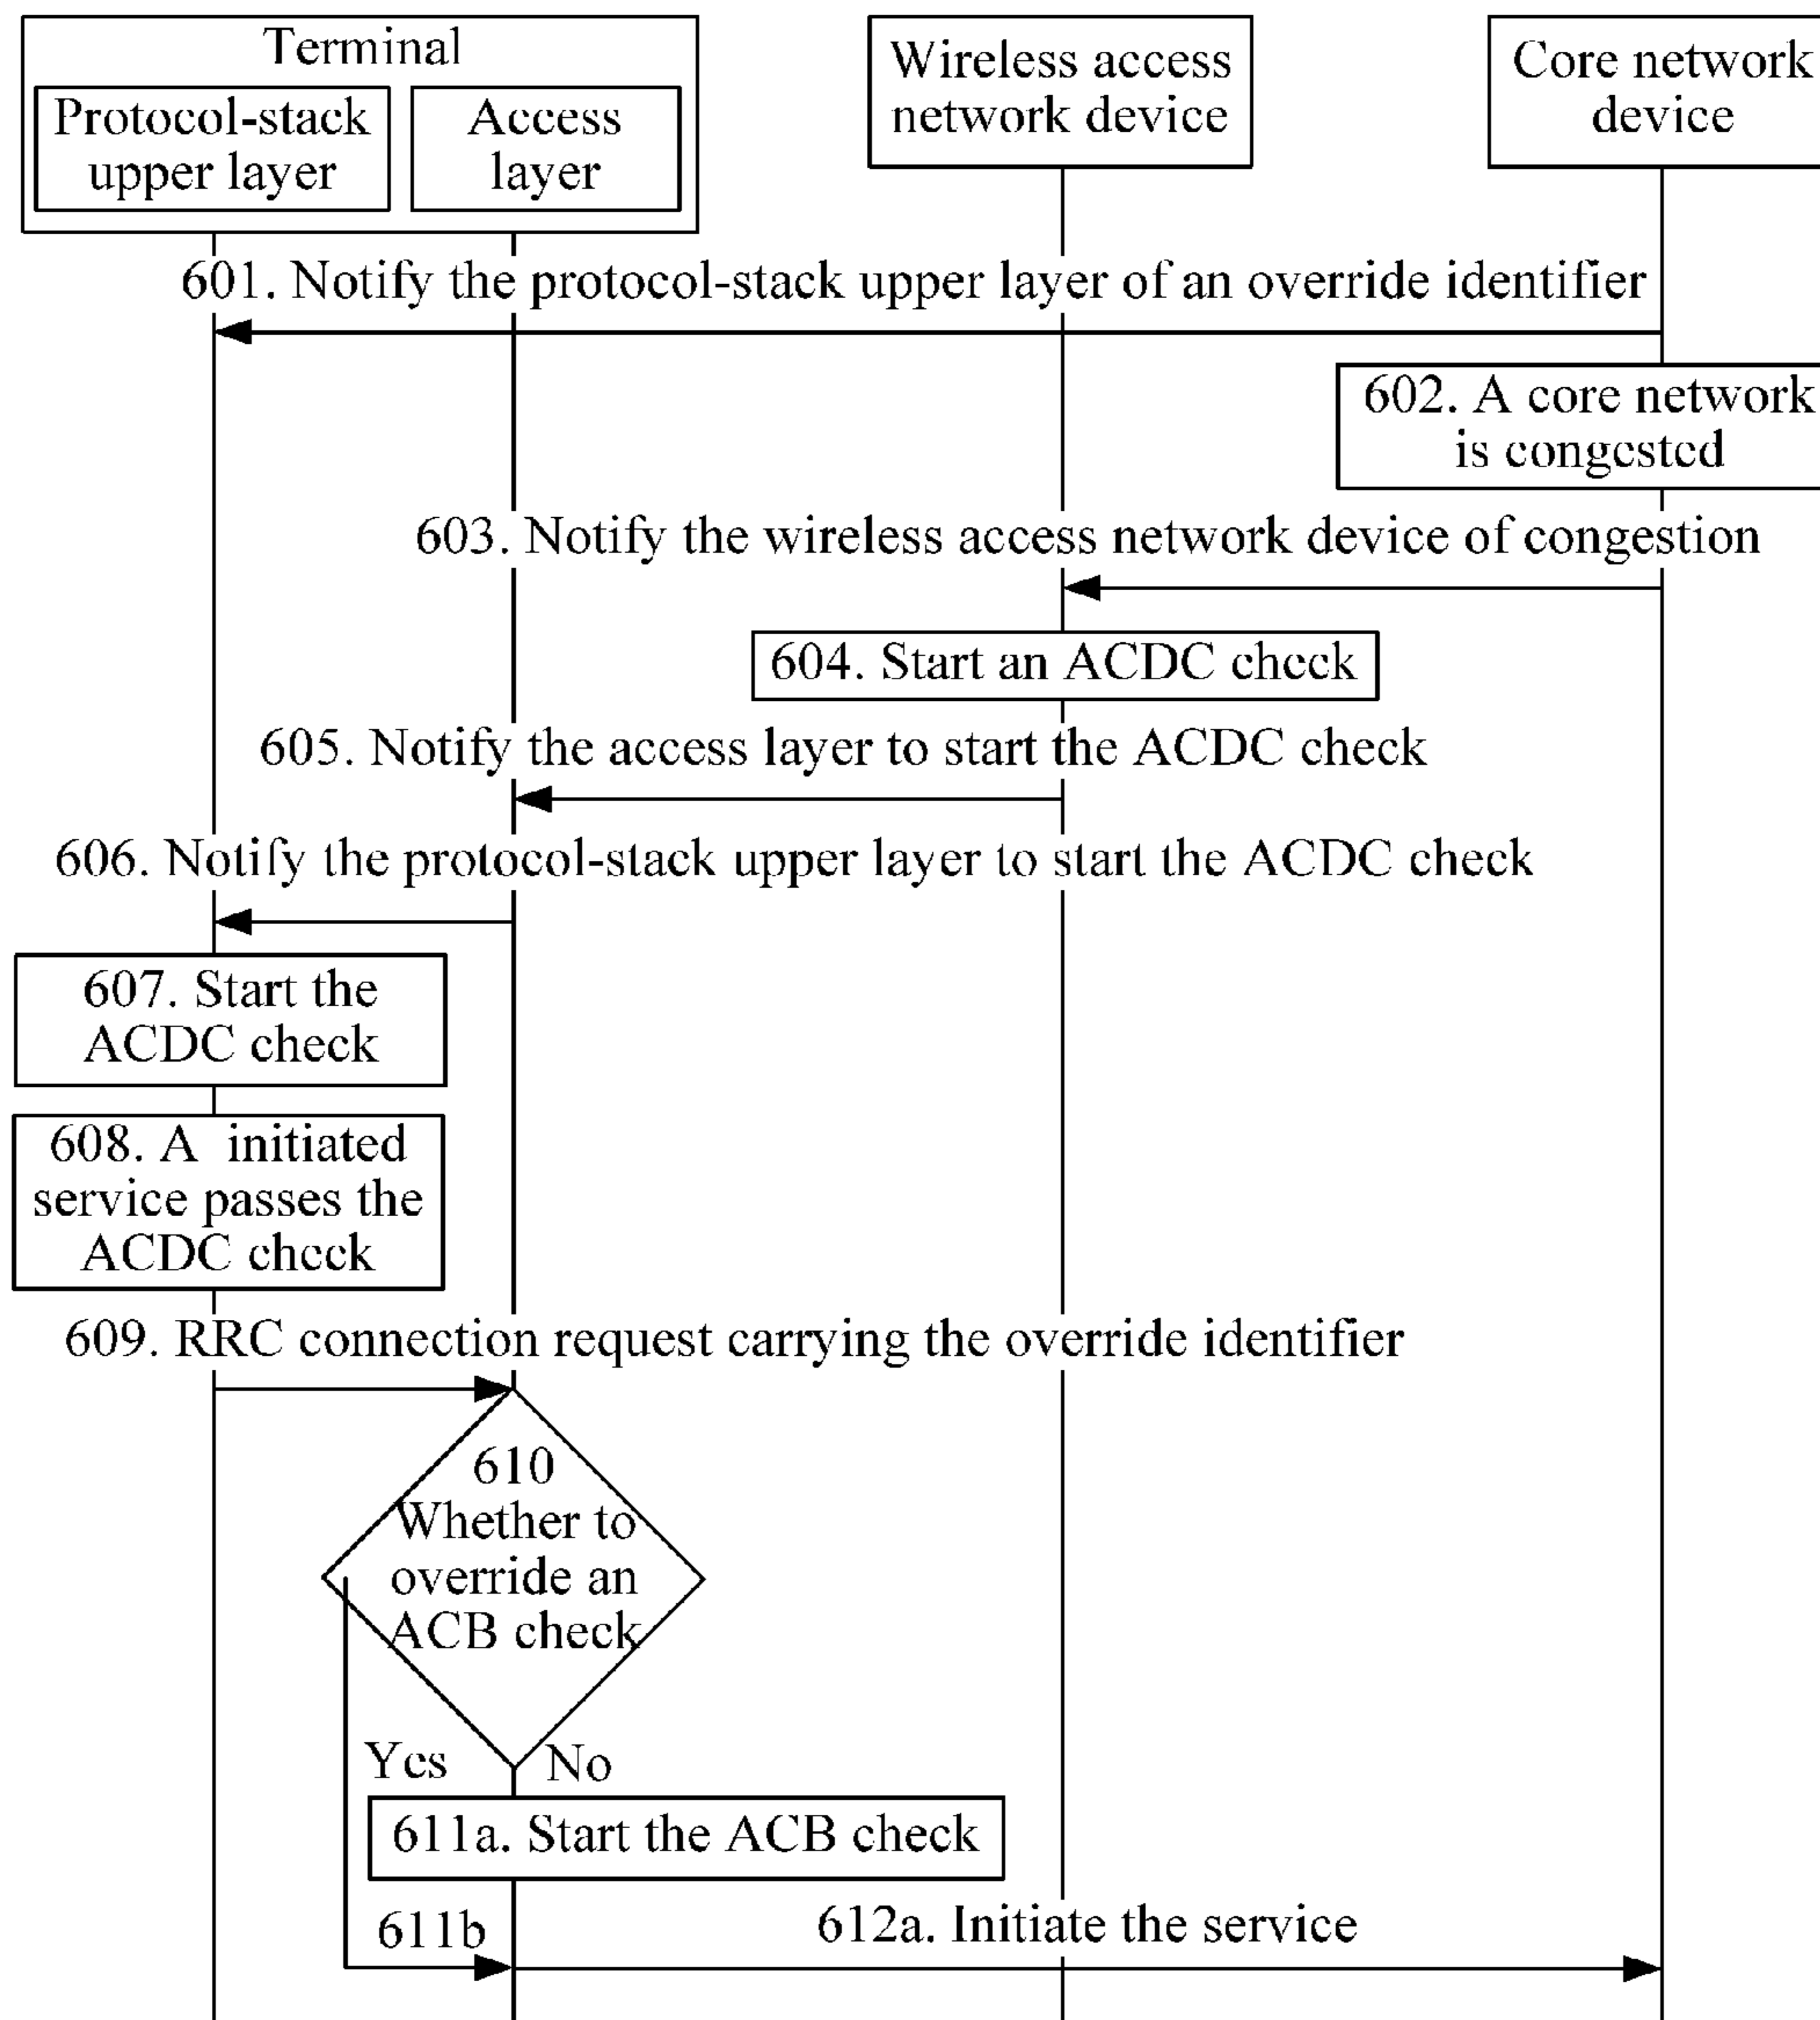 Terminal
Protocol-stack
upper layer
Access
layer
Wireless access
network device
Core network
device
601. Notify the protocol-stack upper layer of an override identifier
602. A core network
is congested
603. Notify the wireless access network device of congestion
604. Start an ACDC check
605. Notify the access layer to start the ACDC check
606. Notify the protocol-stack upper layer to start the ACDC check
607. Start the
ACDC check
608. A initiated
service passes the
ACDC check
609. RRC connection request carrying the override identifier
610
Whether to
override an
ACB check
Yes
No
611a. Start the ACB check
611b
612a. Initiate the service